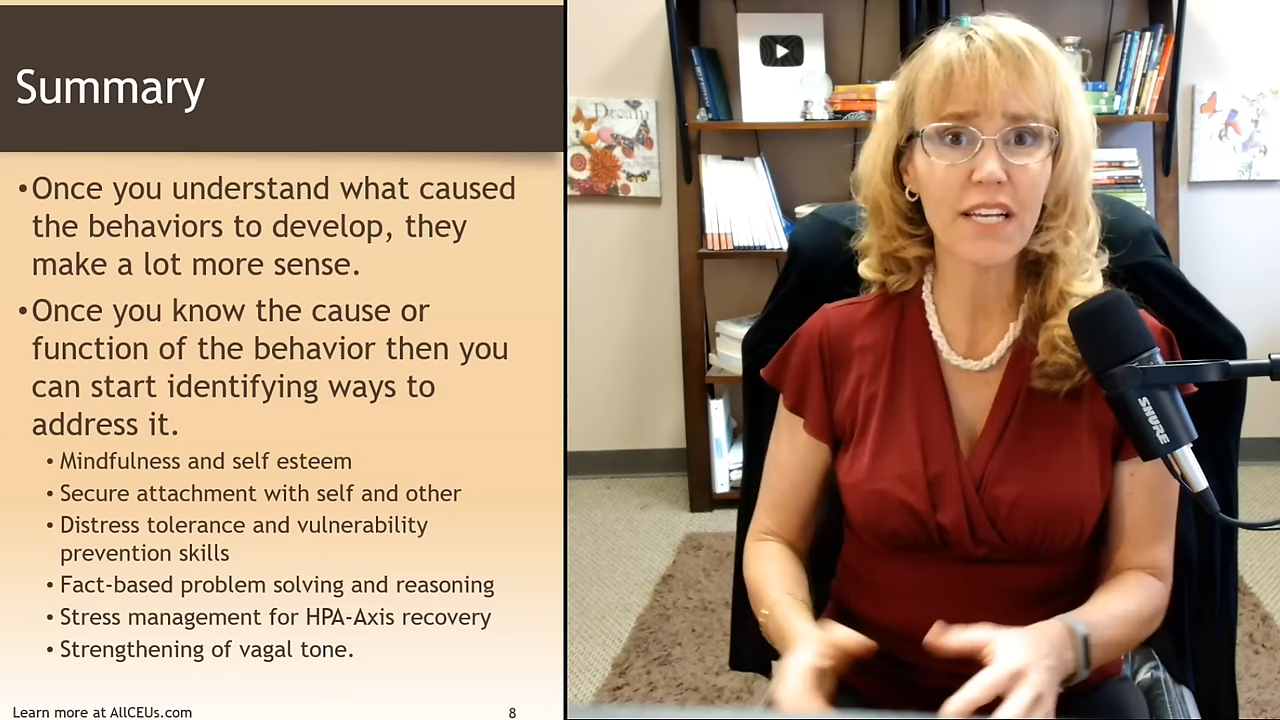 Summary
•Once you understand what caused
the behaviors to develop, they
make a lot more sense.
•Once you know the cause or
function of the behavior then you
can start identifying ways to
address it.
• Mindfulness and self esteem
• Secure attachment with self and other
• Distress tolerance and vulnerability
prevention skills
• Fact-based problem solving and reasoning
• Stress management for HPA-Axis recovery
• Strengthening of vagal tone.
Learn more at AllCEUs.com
8
Dream
SHURE